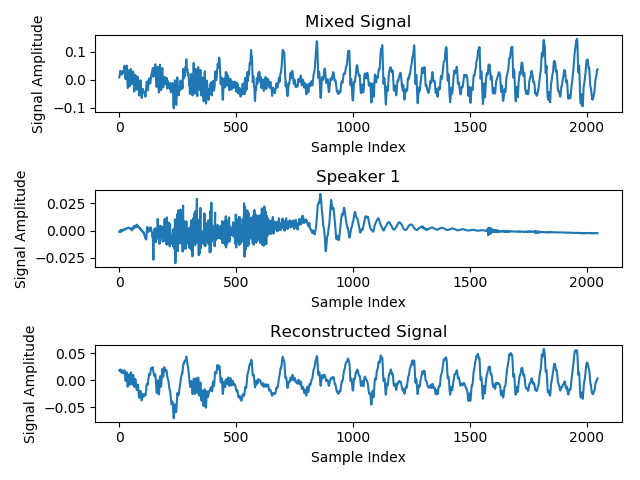 Mixed Signal
Signal Amplitude
0.1
0.0
−0.1
0 500 1000 1500 2000
Sample Index
Speaker 1
Signal Amplitude
0.025
0.000
−0.025
0 500 1000 1500 2000
Sample Index
Reconstructed Signal
Signal Amplitude
0.05
0.00
−0.05
0 500 1000 1500 2000
Sample Index